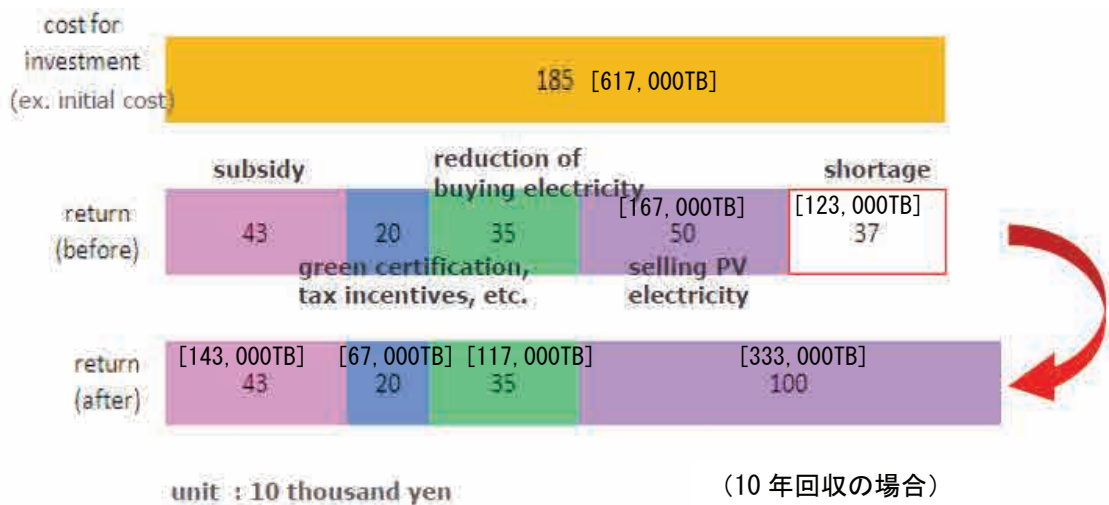 cost for
investment
(ex. initial cost)
185 [617,000TB]
subsidy
reduction of
buying electricity
shortage
return
(before)
[167,000TB]
[123,000TB]
43
20
35
50
37
green certification,
tax incentives, etc.
selling PV
electricity
return
(after)
[143,000TB]
[67,000TB]
[117,000TB]
[333,000TB]
43
20
35
100
unit : 10 thousand yen
(10年回収の場合)